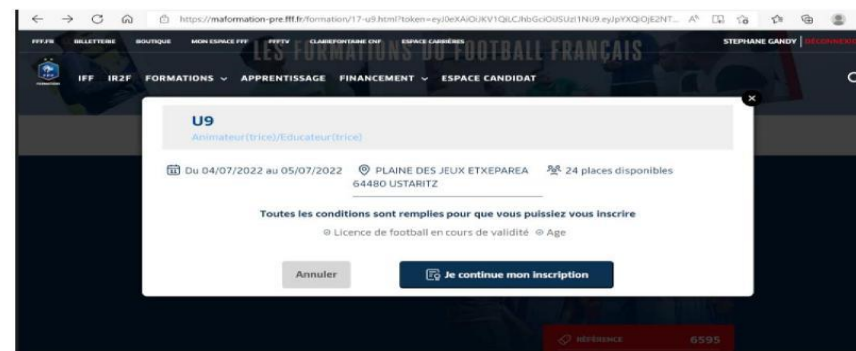 https://maformation-pre.fff.fr/formation/17-u9.html?token=eyJ0eXAiOiJKV1QiLCJhbGciOiJSUzI1NiJ9.eyJpYXQiOjE2NT...
FFF.FR BILLETTERIE BOUTIQUE MON ESPACE FFF FFFTV CLAIREFONTAINE CNF ESPACE CARRIÈRES STEPHANE GANDY
LES FORMATIONS DU FOOTBALL FRANÇAIS
IFF IR2F FORMATIONS APPRENTISSAGE FINANCEMENT ESPACE CANDIDAT
U9
Animateur(trice)/Educateur(trice)
Du 04/07/2022 au 05/07/2022 PLAINE DES JEUX ETXEPAREA 24 places disponibles
64480 USTARITZ
Toutes les conditions sont remplies pour que vous puissiez vous inscrire
Licence de football en cours de validité Age
Annuler Je continue mon inscription
RÉFÉRENCE 6595